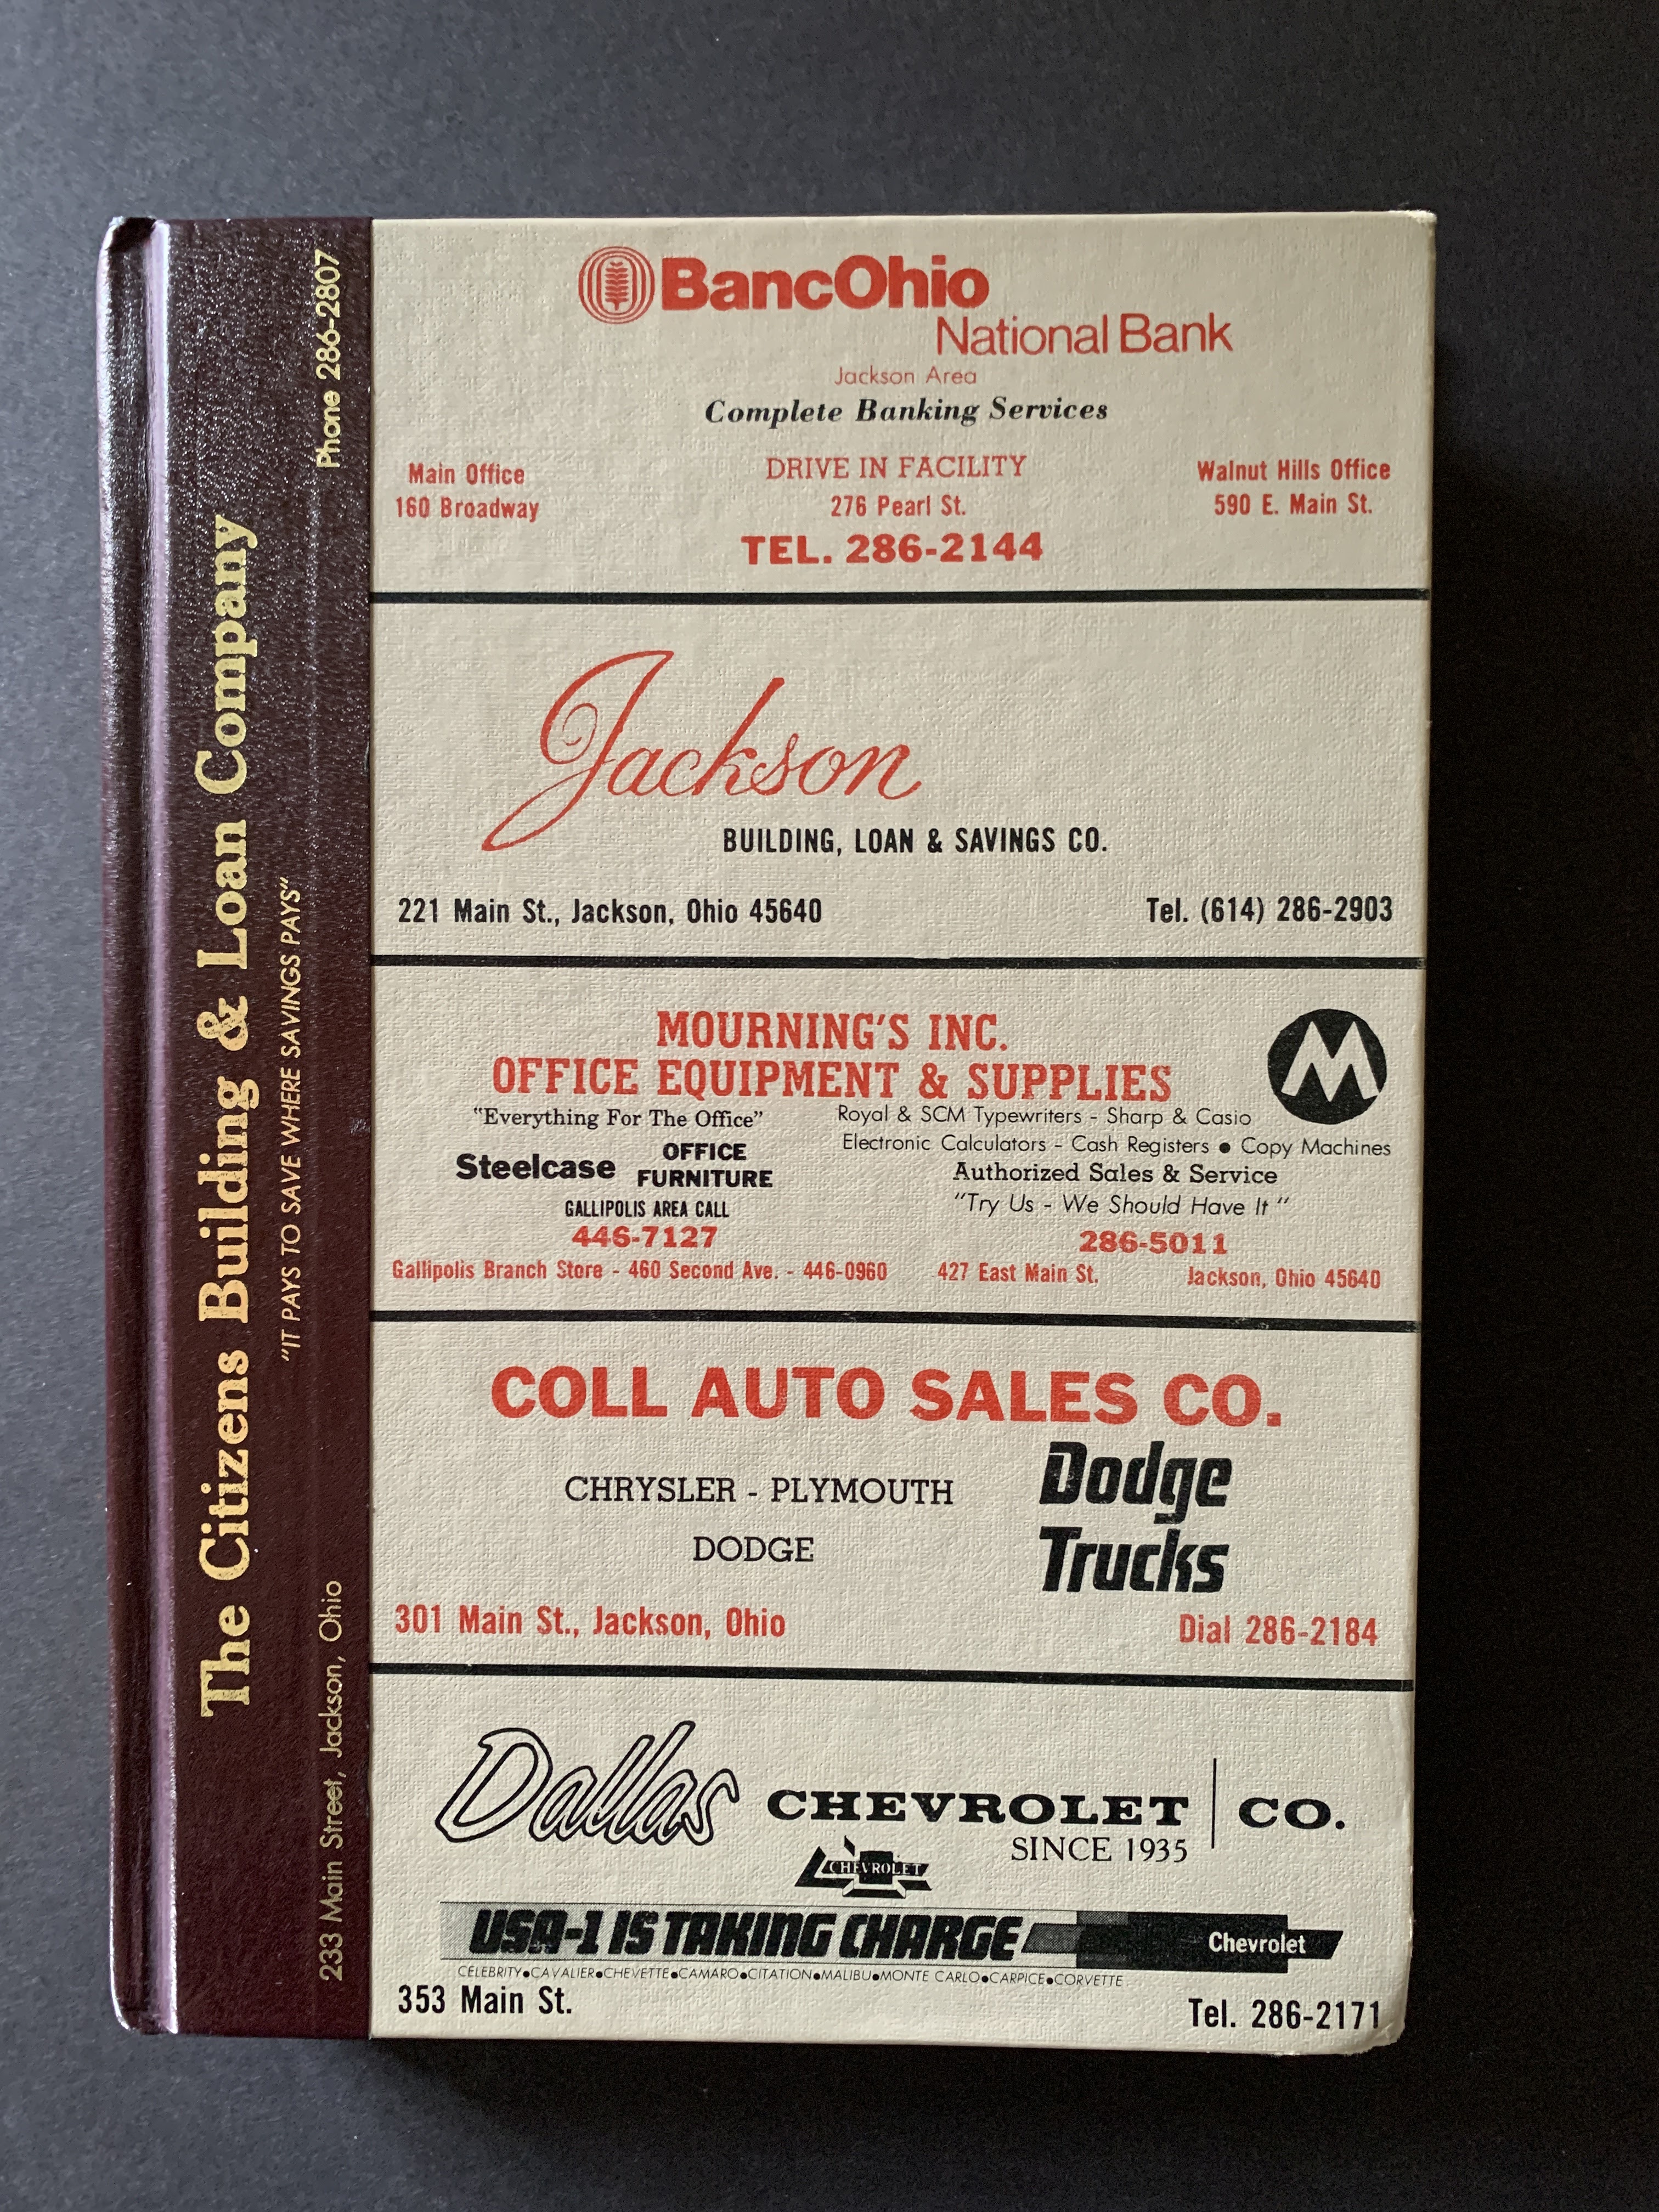 The Citizens Building & Loan Company
"IT PAYS TO SAVE WHERE SAVINGS PAYS"
233 Main Street, Jackson, Ohio
Phone 286-2807
BancOhio
National Bank
Jackson Area
Complete Banking Services
Main Office
160 Broadway
DRIVE IN FACILITY
276 Pearl St.
TEL. 286-2144
Walnut Hills Office
590 E. Main St.
Jackson
BUILDING, LOAN & SAVINGS CO.
221 Main St., Jackson, Ohio 45640
Tel. (614) 286-2903
MOURNING'S INC.
OFFICE EQUIPMENT & SUPPLIES
M
"Everything For The Office"
Steelcase OFFICE FURNITURE
GALLIPOLIS AREA CALL
446-7127
Gallipolis Branch Store - 460 Second Ave. - 446-0960
Royal & SCM Typewriters - Sharp & Casio
Electronic Calculators - Cash Registers ● Copy Machines
Authorized Sales & Service
"Try Us - We Should Have It"
286-5011
427 East Main St. Jackson, Ohio 45640
COLL AUTO SALES CO.
CHRYSLER - PLYMOUTH
DODGE
Dodge
Trucks
301 Main St., Jackson, Ohio
Dial 286-2184
Dallas CHEVROLET CO.
SINCE 1935
CHEVROLET
USA-1 IS TAKING CHARGE Chevrolet
CELEBRITY●CAVALIER●CHEVETTE●CAMARO●CITATION●MALIBU●MONTE CARLO●CARPICE●CORVETTE
353 Main St.
Tel. 286-2171